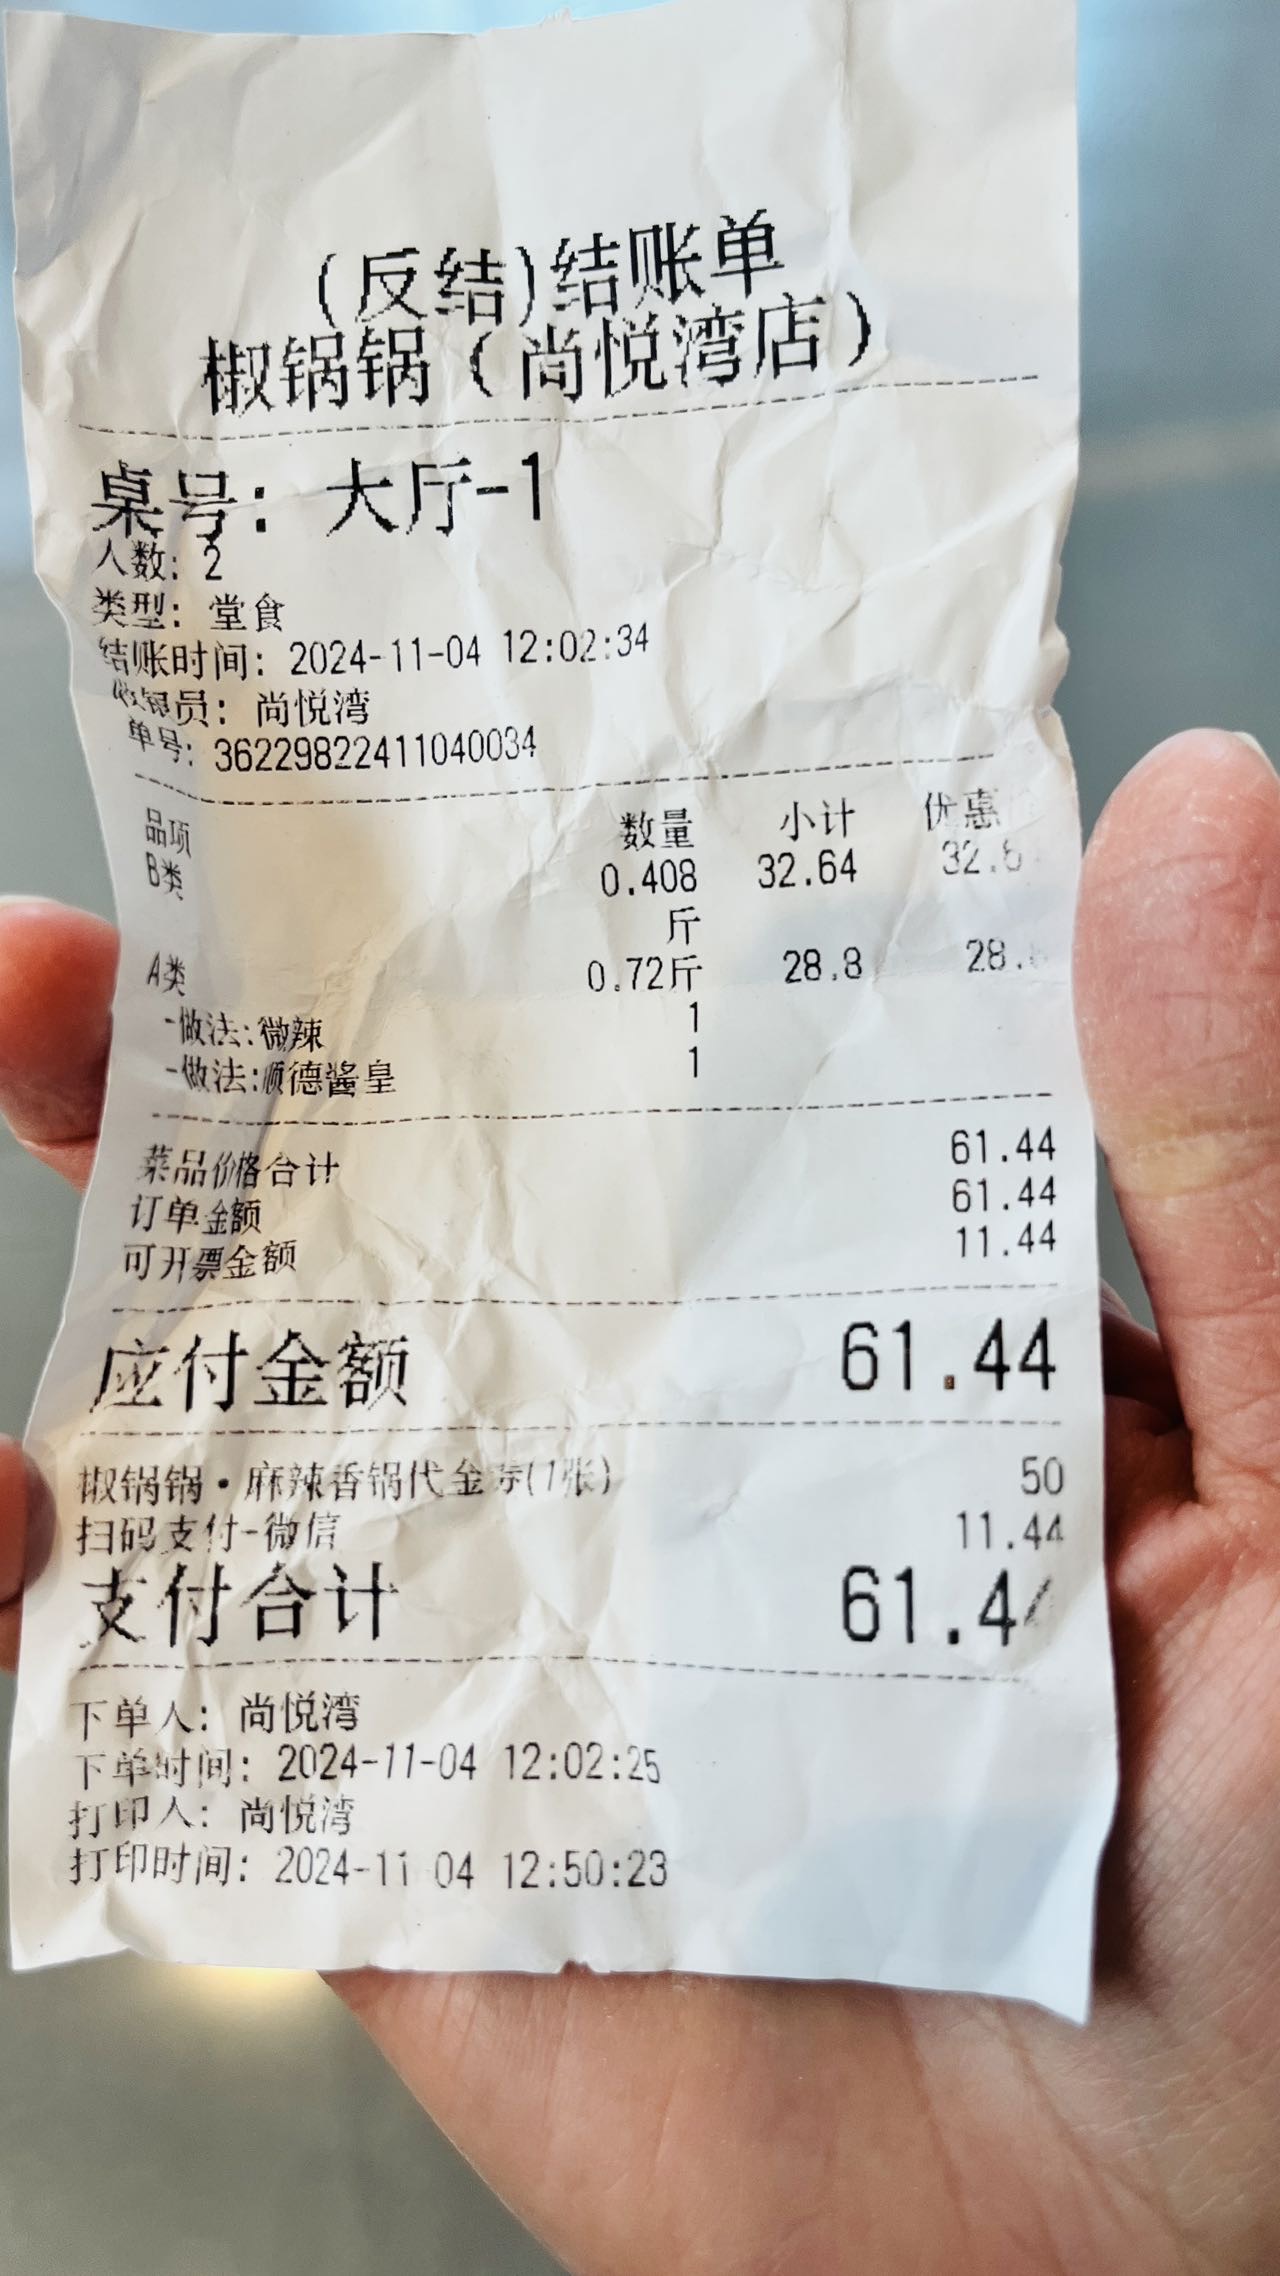 (反结)结账单
椒锅锅（尚悦湾店）
桌号：大厅-1
人数：2
类型：堂食
结账时间：2024-11-04 12:02:34
收银员：尚悦湾
单号：36229822411040034
品项 数量 小计 优惠
B类 0.408 32.64 32.6
斤
A类 0.72斤 28.8 28.
-做法:微辣 1
-做法:顺德酱皇 1
菜品价格合计 61.44
订单金额 61.44
可开票金额 11.44
应付金额 61.44
椒锅锅·麻辣香锅代金券(1张) 50
扫码支付-微信 11.44
支付合计 61.44
下单人：尚悦湾
下单时间：2024-11-04 12:02:25
打印人：尚悦湾
打印时间：2024-11 04 12:50:23